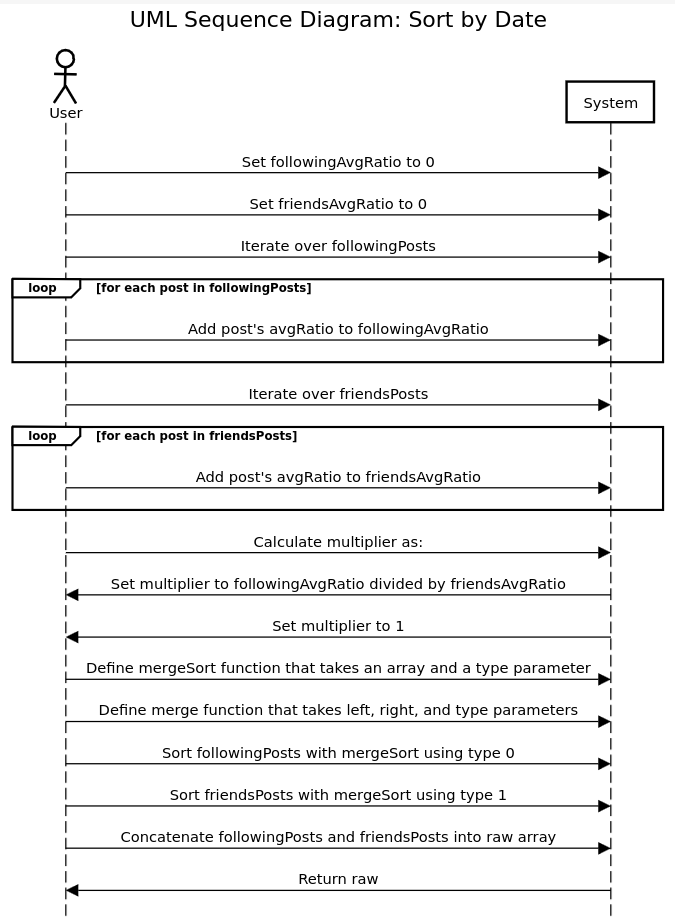 UML Sequence Diagram: Sort by Date
User
System
Set followingAvgRatio to 0
Set friendsAvgRatio to 0
Iterate over followingPosts
loop [for each post in followingPosts]
Add post's avgRatio to followingAvgRatio
Iterate over friendsPosts
loop [for each post in friendsPosts]
Add post's avgRatio to friendsAvgRatio
Calculate multiplier as:
Set multiplier to followingAvgRatio divided by friendsAvgRatio
Set multiplier to 1
Define mergeSort function that takes an array and a type parameter
Define merge function that takes left, right, and type parameters
Sort followingPosts with mergeSort using type 0
Sort friendsPosts with mergeSort using type 1
Concatenate followingPosts and friendsPosts into raw array
Return raw